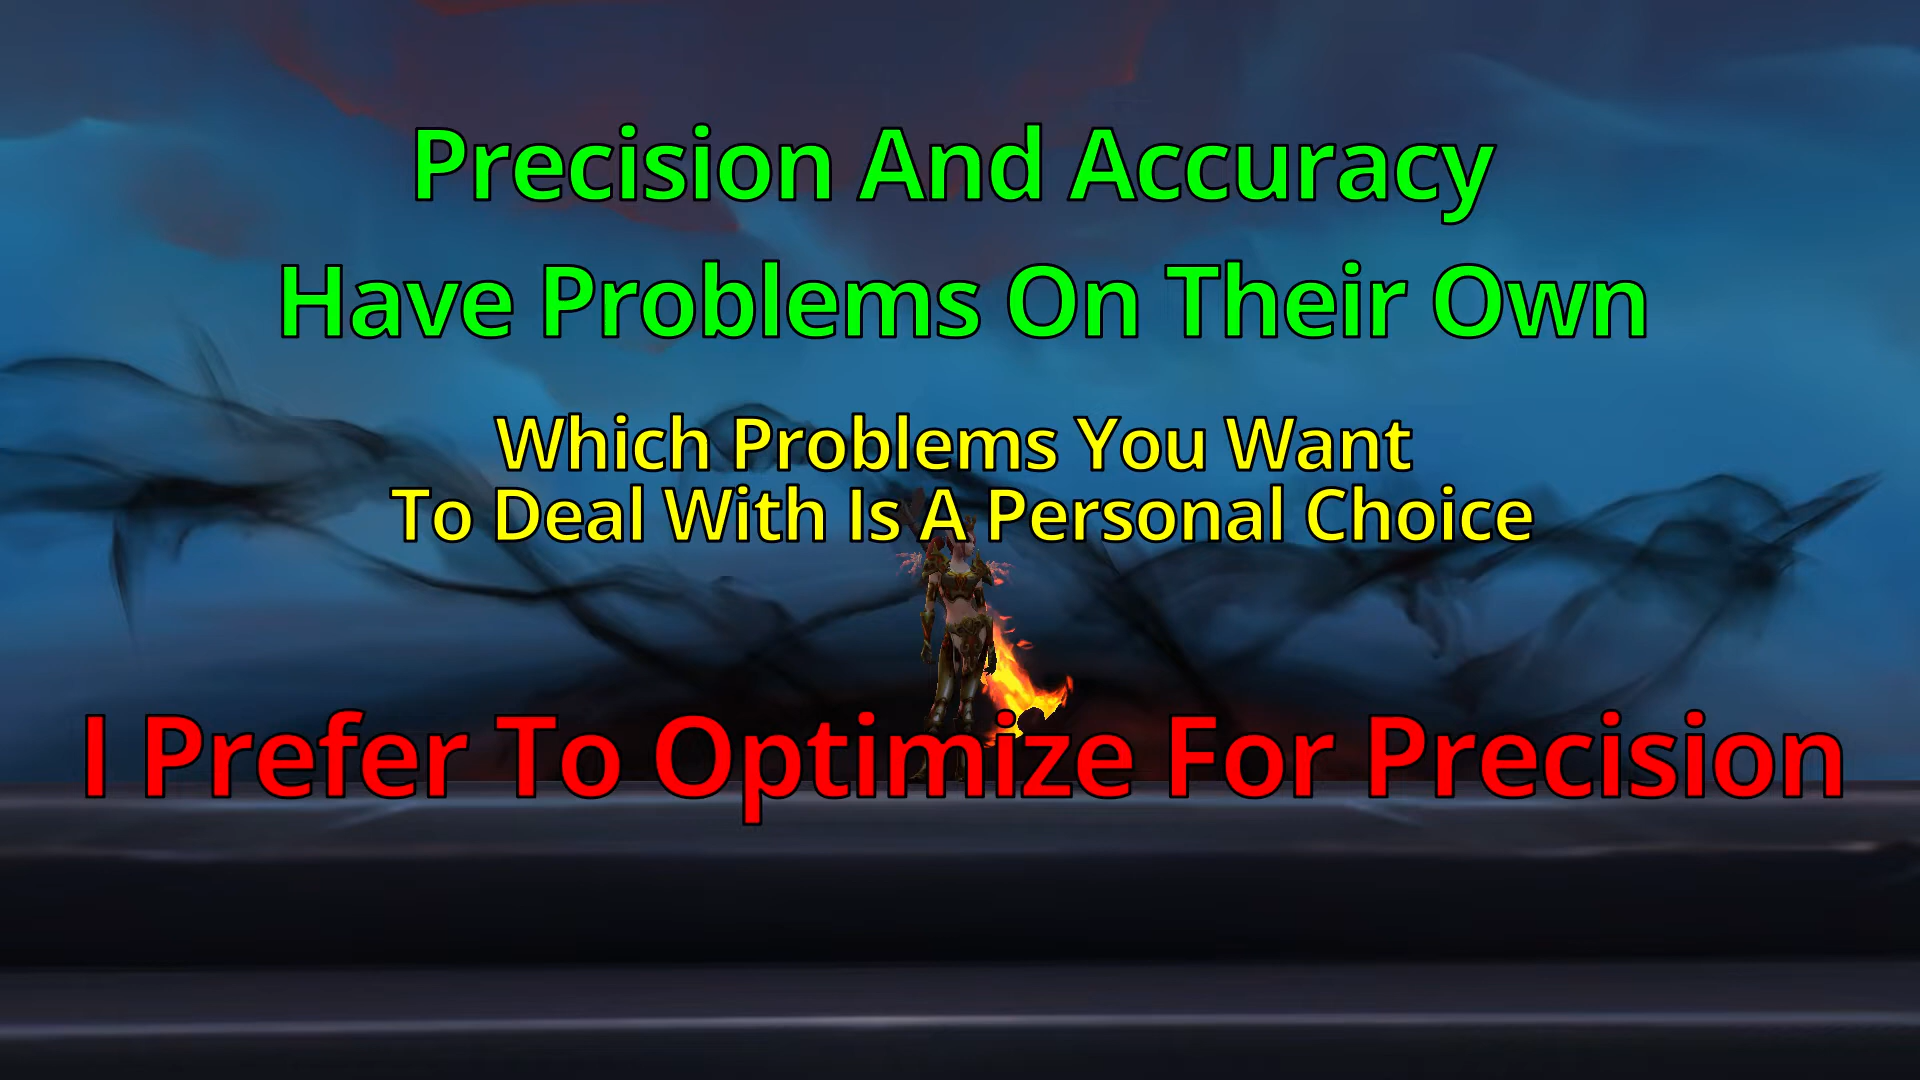 Precision And Accuracy
Have Problems On Their Own
Which Problems You Want
To Deal With Is A Personal Choice
I Prefer To Optimize For Precision